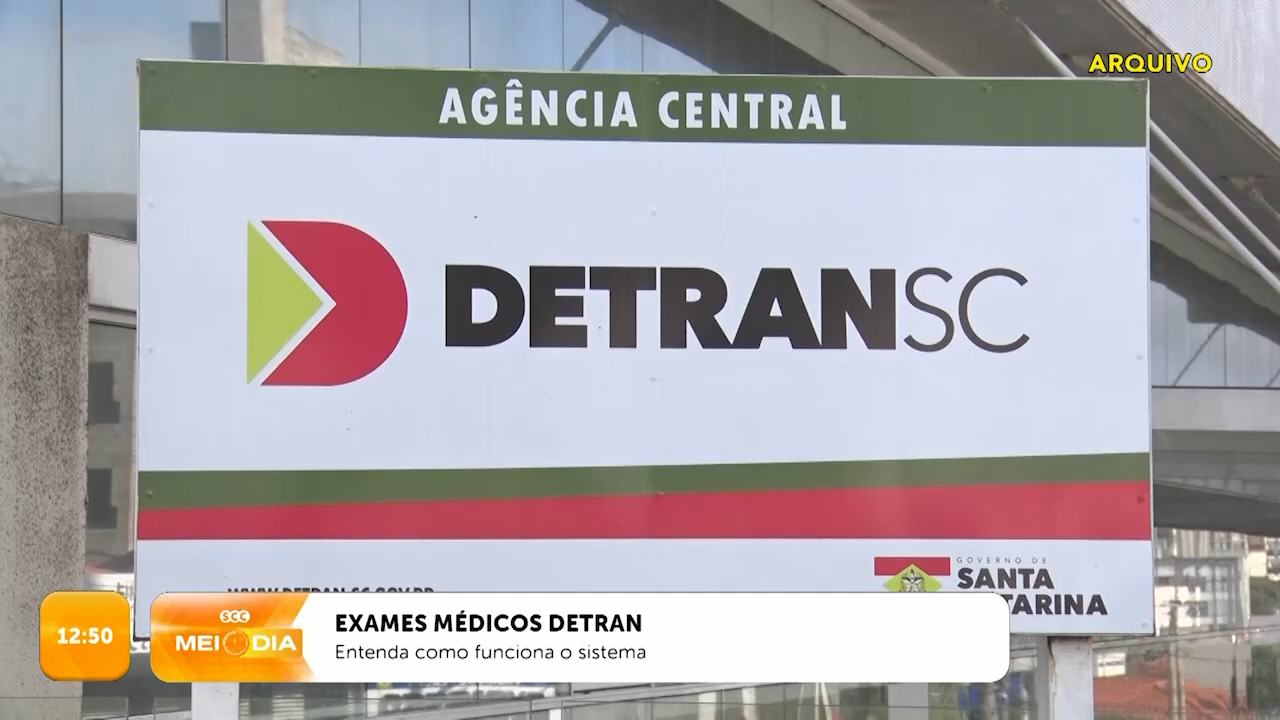 ARQUIVO
AGÊNCIA CENTRAL
DETRANSC
GOVERNO DE
SANTA
12:50
scc
MEIO DIA
EXAMES MÉDICOS DETRAN
Entenda como funciona o sistema